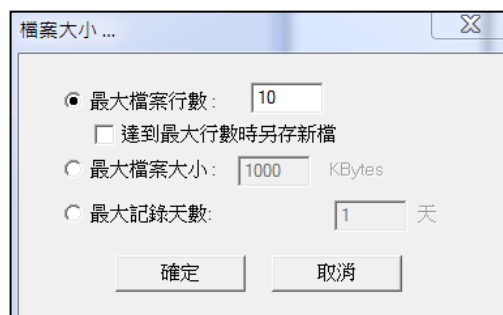 檔案大小 ...
最大檔案行數 : 10
達到最大行數時另存新檔
最大檔案大小 : 1000 KBytes
最大記錄天數: 1 天
確定 取消